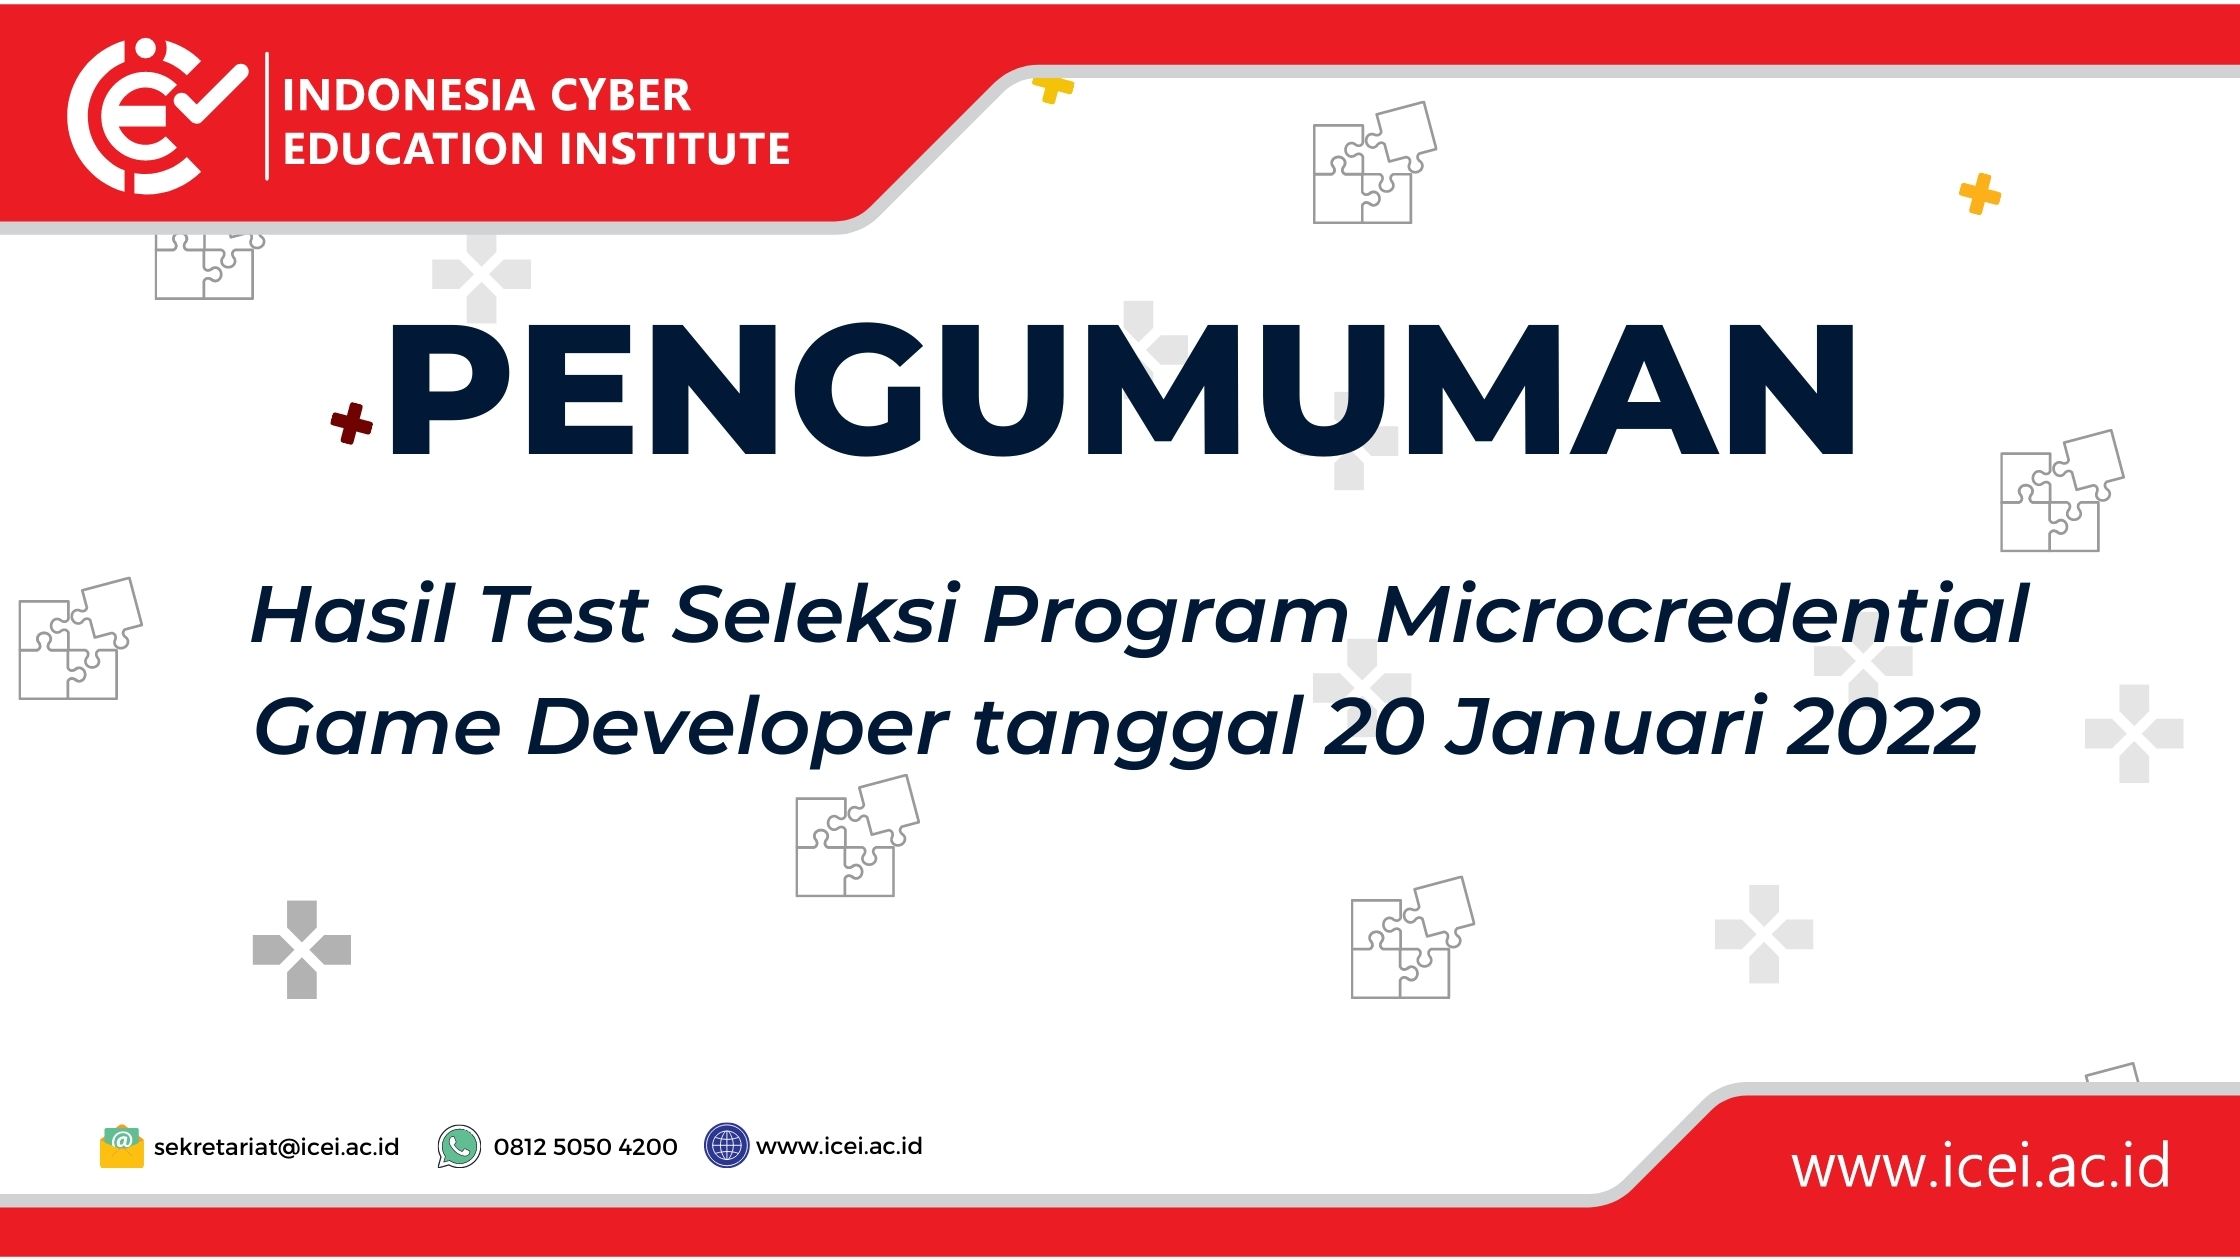 INDONESIA CYBER
EDUCATION INSTITUTE
PENGUMUMAN
Hasil Test Seleksi Program Microcredential
Game Developer tanggal 20 Januari 2022
sekretariat@icei.ac.id
0812 5050 4200
www.icei.ac.id
www.icei.ac.id